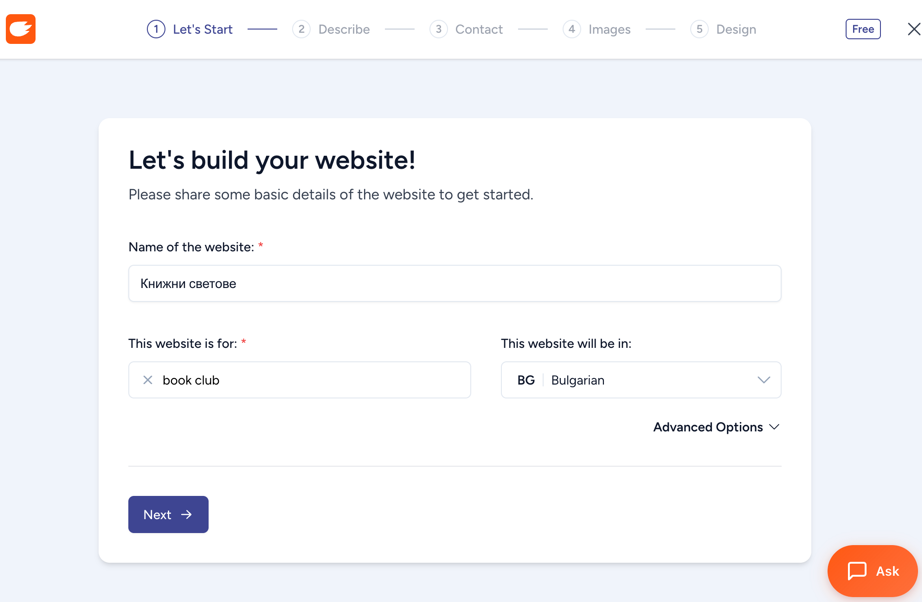 1 Let's Start 2 Describe 3 Contact 4 Images 5 Design Free
Let's build your website!
Please share some basic details of the website to get started.
Name of the website: *
Книжни светове
This website is for: * This website will be in:
book club BG Bulgarian
Advanced Options
Next
Ask